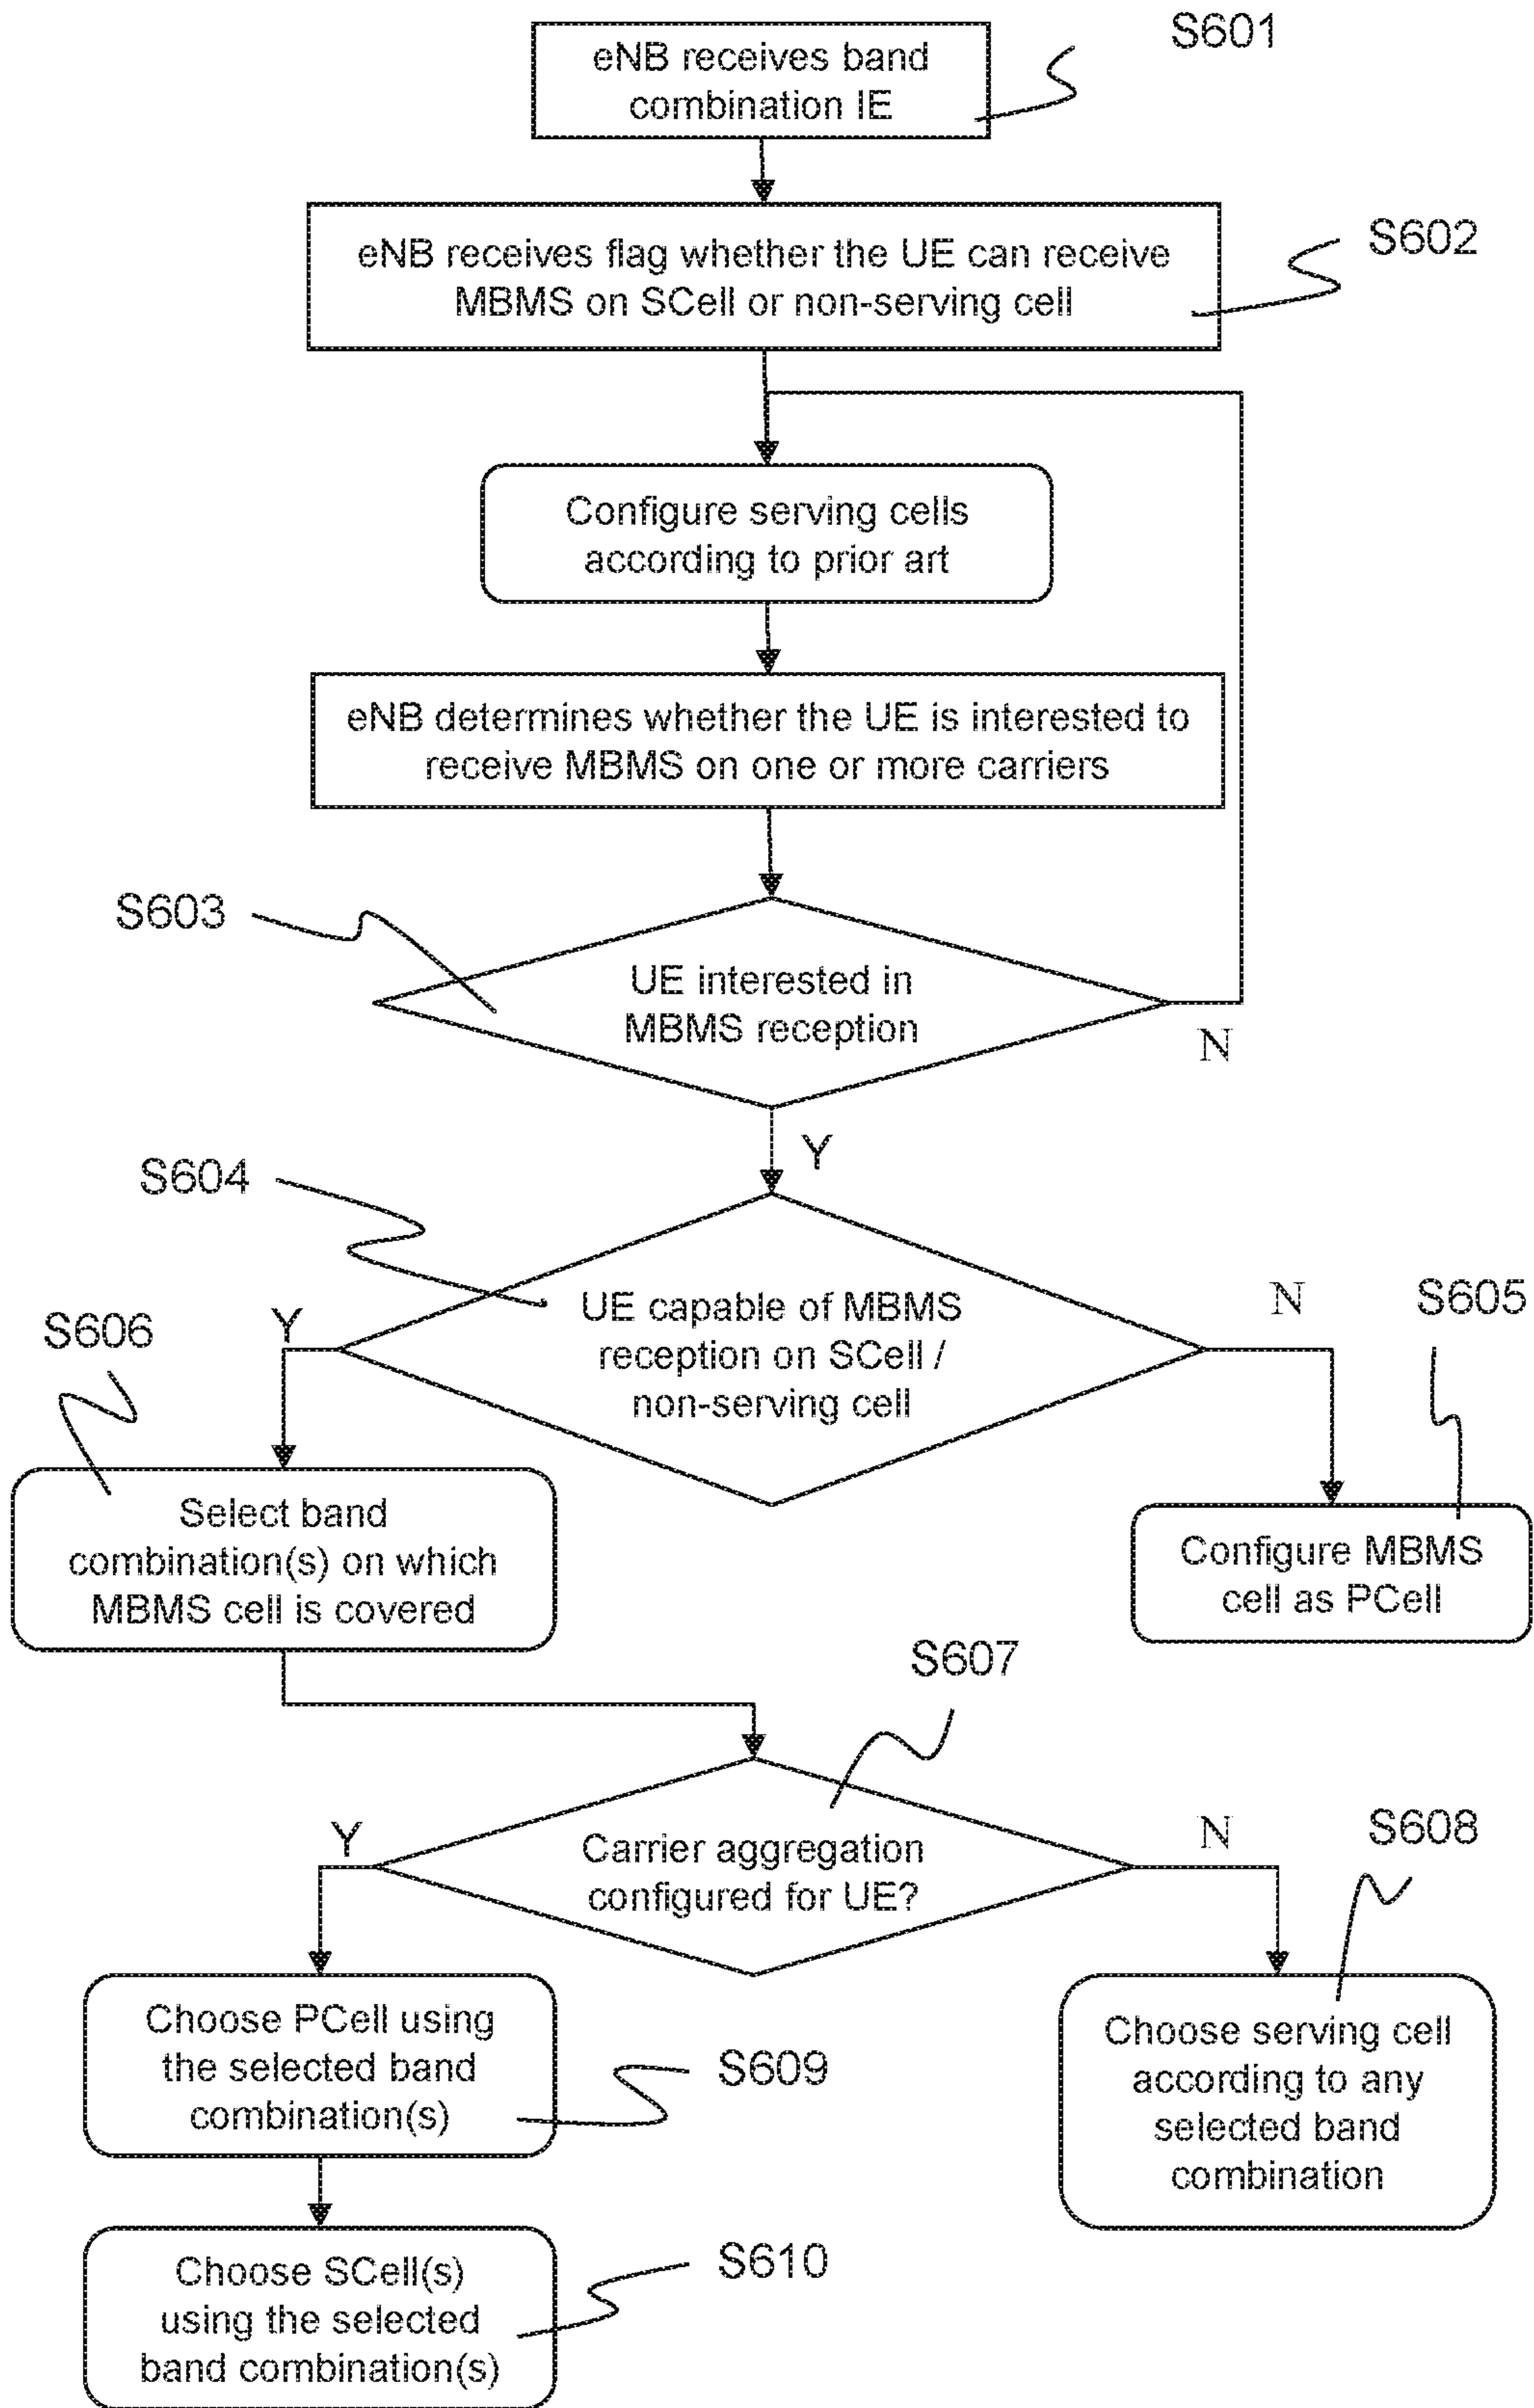 eNB receives band
combination IE
S601
eNB receives flag whether the UE can receive
MBMS on SCell or non-serving cell
S602
Configure serving cells
according to prior art
eNB determines whether the UE is interested to
receive MBMS on one or more carriers
S603
UE interested in
MBMS reception
N
Y
S604
UE capable of MBMS
reception on SCell /
non-serving cell
Y
N
S605
S606
Select band
combination(s) on which
MBMS cell is covered
Configure MBMS
cell as PCell
S607
Carrier aggregation
configured for UE?
Y
N
S608
Choose PCell using
the selected band
combination(s)
S609
Choose serving cell
according to any
selected band
combination
Choose SCell(s)
using the selected
band combination(s)
S610